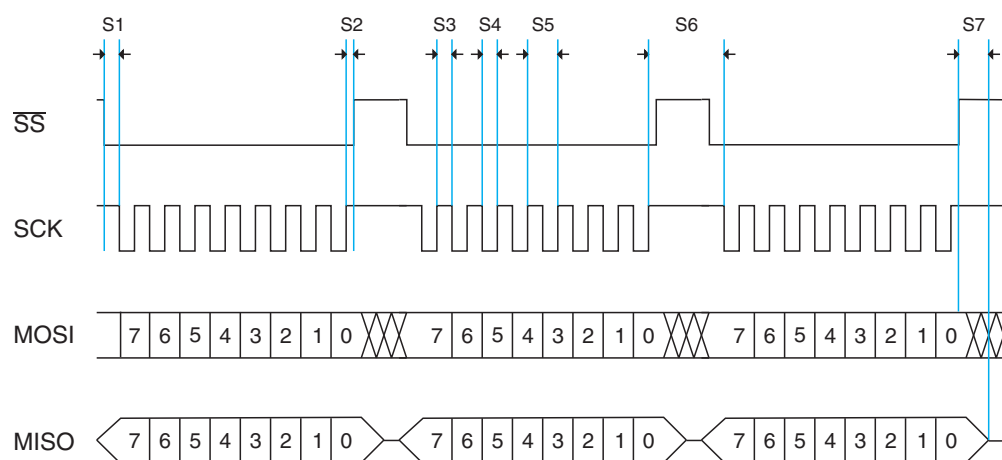 S1 S2 S3 S4 S5 S6 S7
S̅S̅
SCK
MOSI 7 6 5 4 3 2 1 0 7 6 5 4 3 2 1 0 7 6 5 4 3 2 1 0
MISO 7 6 5 4 3 2 1 0 7 6 5 4 3 2 1 0 7 6 5 4 3 2 1 0